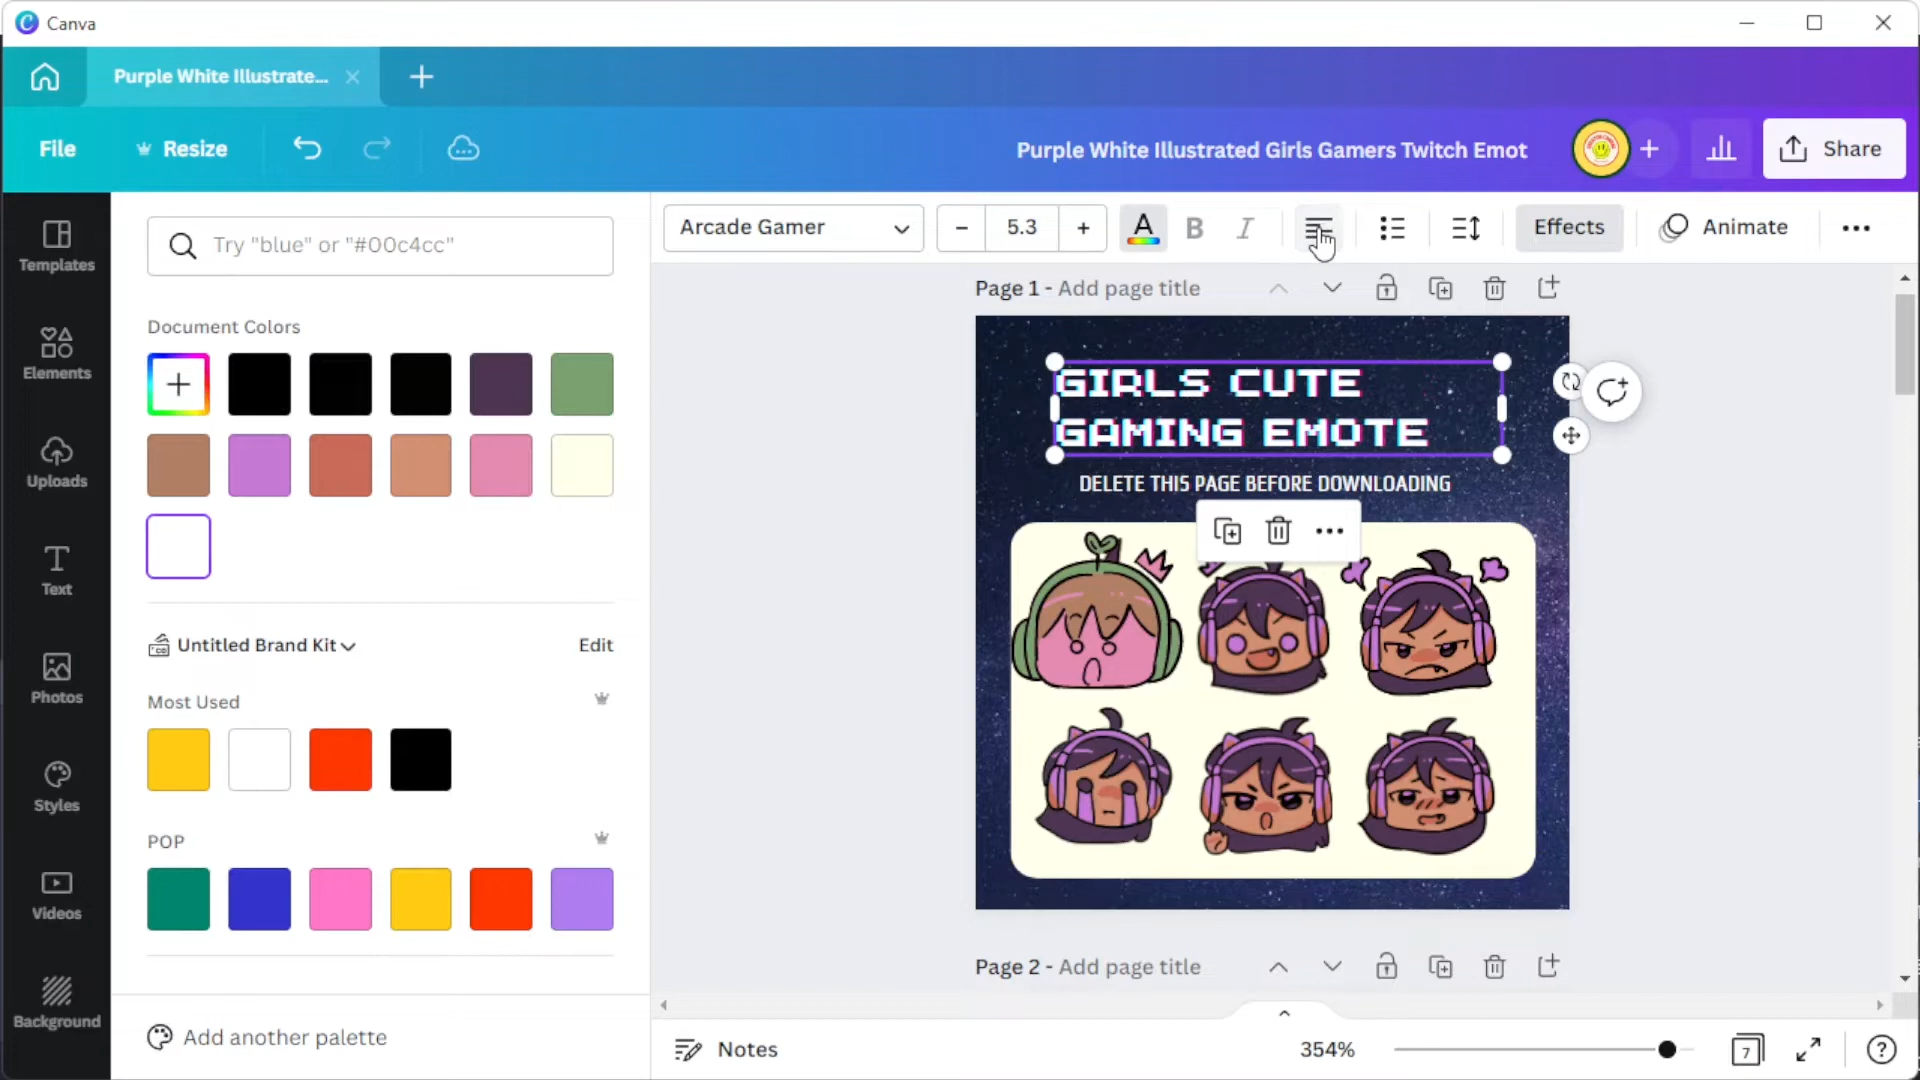 Canva
Purple White Illustrate...
File
Resize
Purple White Illustrated Girls Gamers Twitch Emot
Share
Templates
Elements
Uploads
Text
Photos
Styles
Videos
Background
Try "blue" or "#00c4cc"
Document Colors
Untitled Brand Kit
Edit
Most Used
POP
Add another palette
Arcade Gamer
5.3
A B I
Effects
Animate
Page 1 - Add page title
GIRLS CUTE
GAMING EMOTE
DELETE THIS PAGE BEFORE DOWNLOADING
Page 2 - Add page title
Notes
354%
7
?